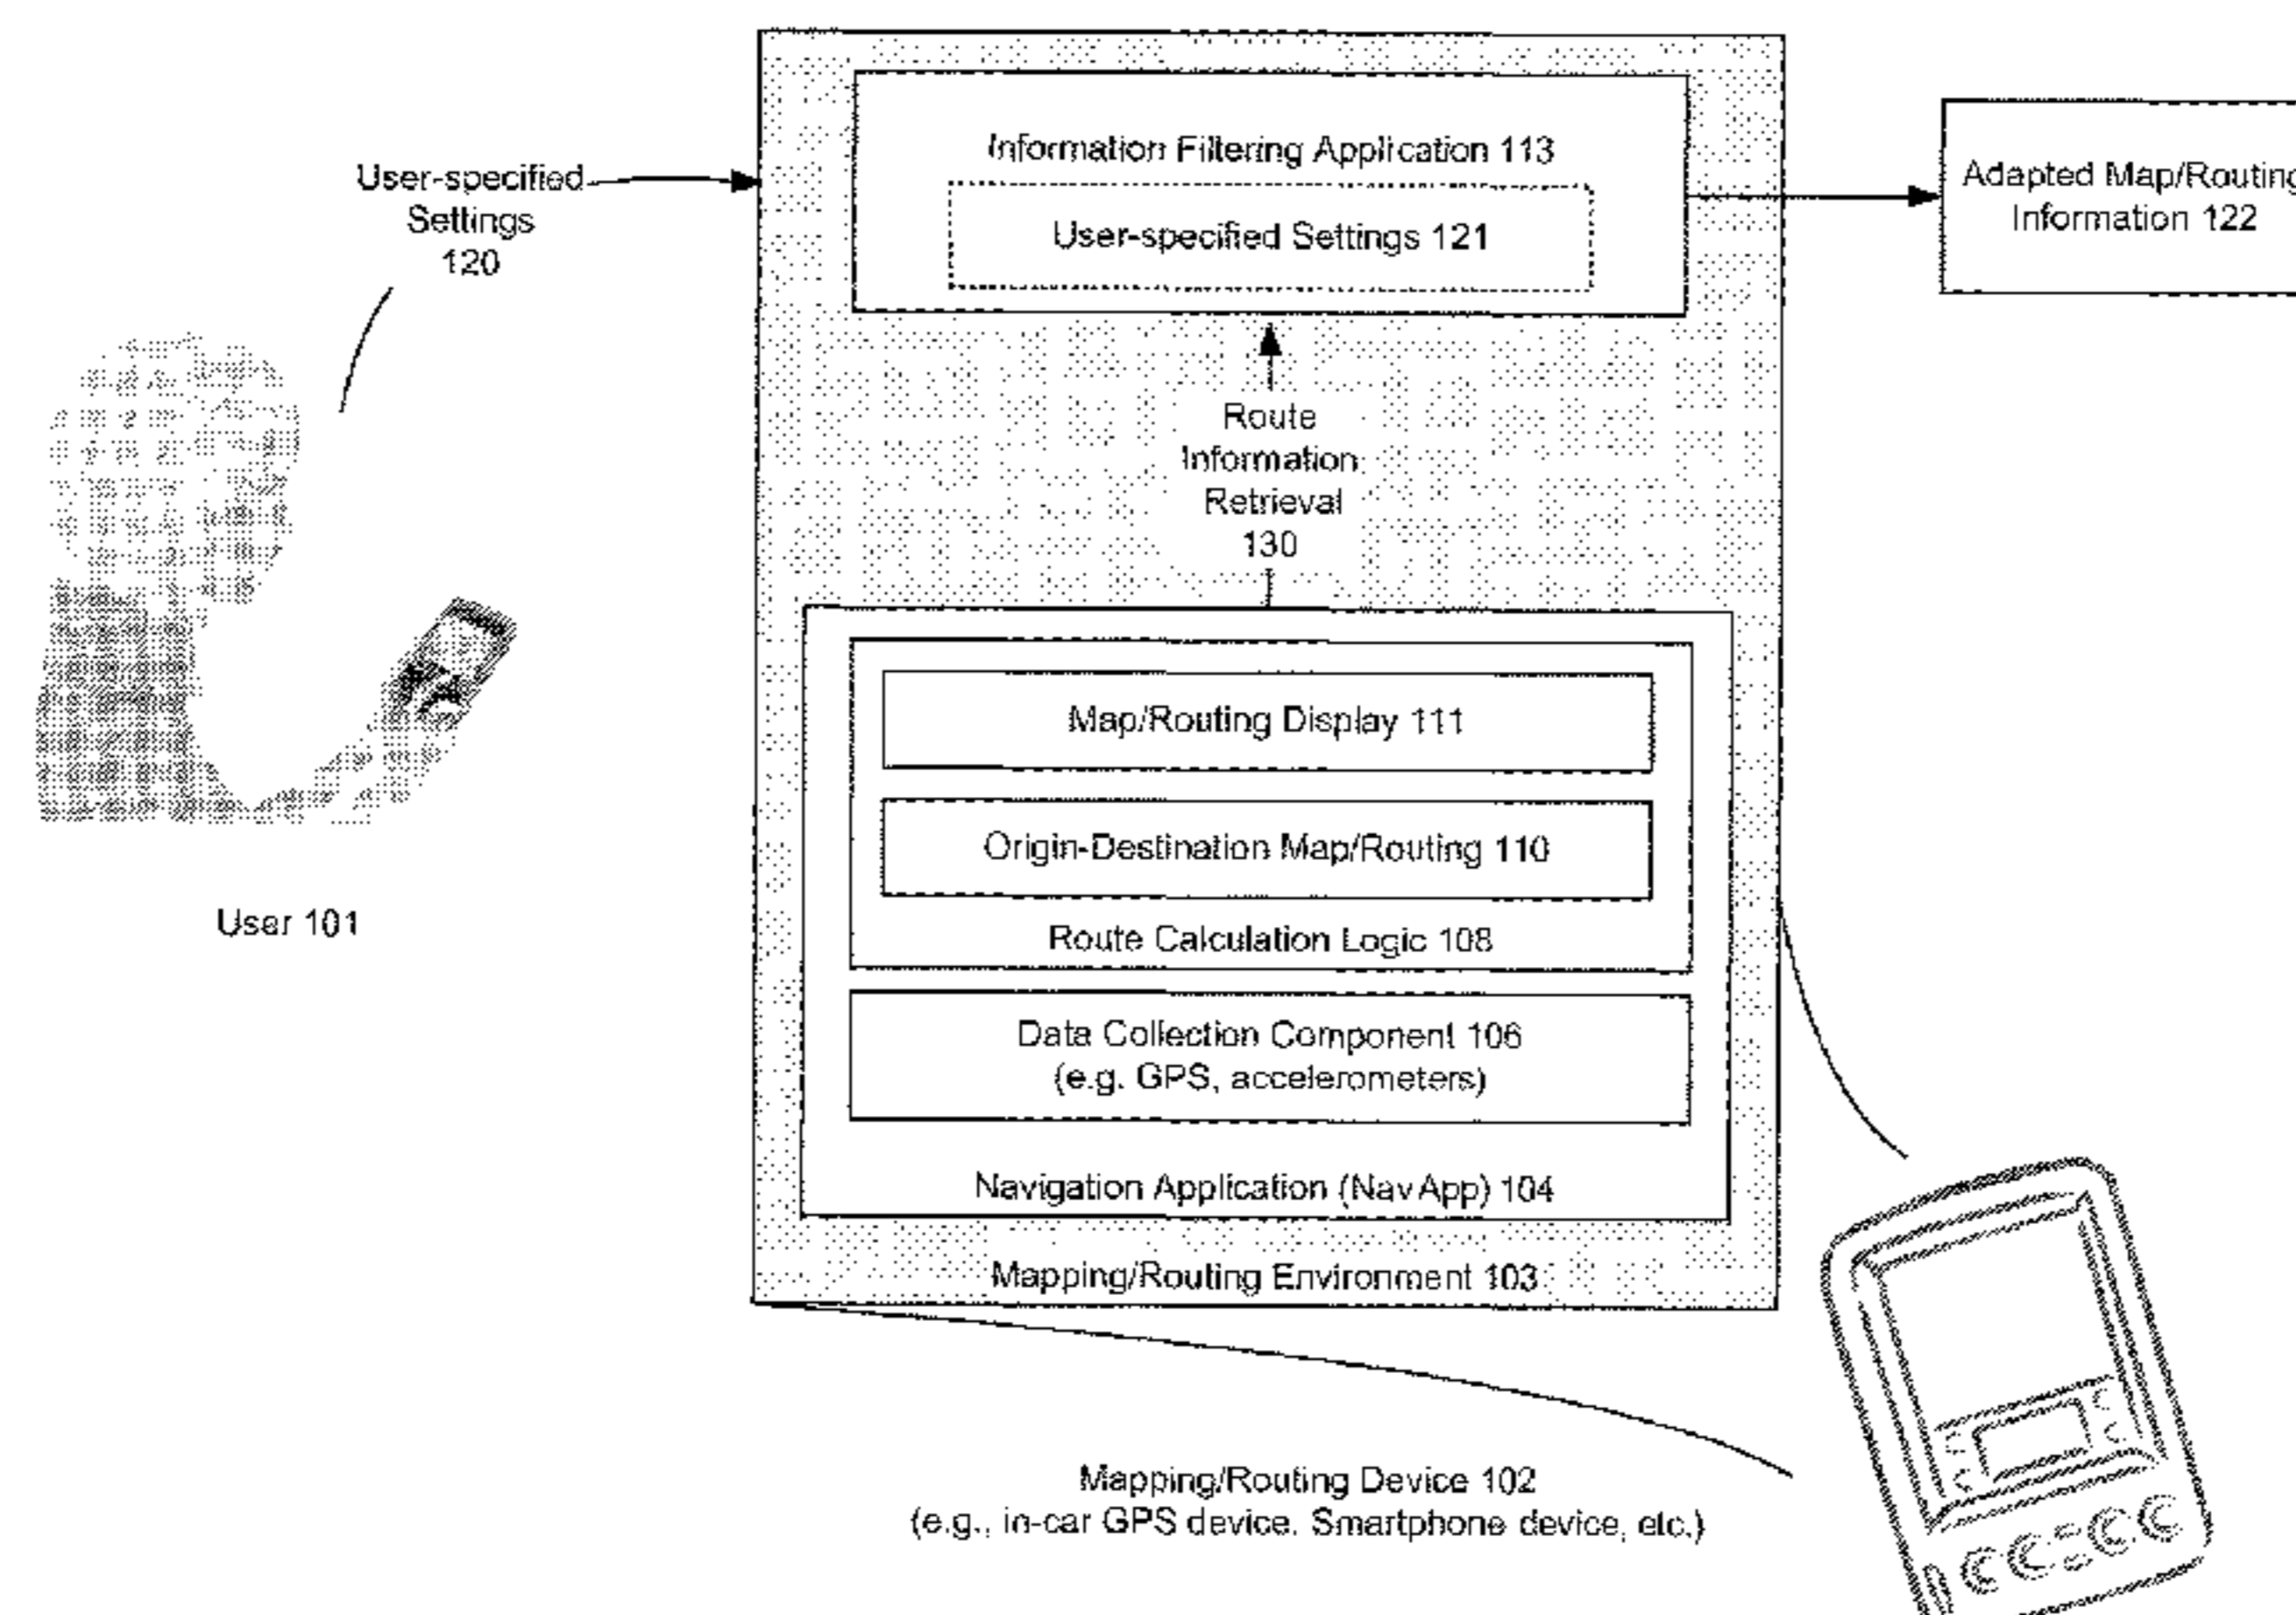 User-specified
Settings
120
Information Filtering Application 113
User-specified Settings 121
Adapted Map/Routing
Information 122
Route
Information
Retrieval
130
Map/Routing Display 111
Origin-Destination Map/Routing 110
Route Calculation Logic 108
Data Collection Component 106
(e.g. GPS, accelerometers)
Navigation Application (NavApp) 104
Mapping/Routing Environment 103
User 101
Mapping/Routing Device 102
(e.g., in-car GPS device. Smartphone device, etc.)